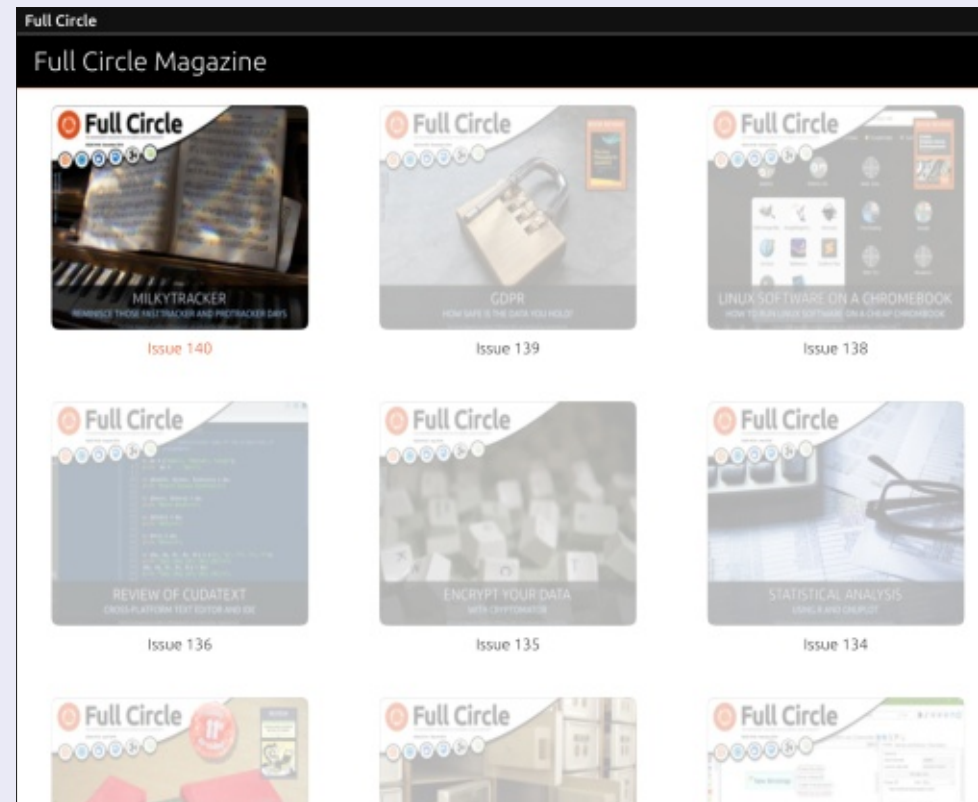 Full Circle
Full Circle Magazine
Full Circle
MILKYTRACKER
REMINISCE THOSE FASTTRACKER AND PROTRACKER DAYS
Issue 140
Full Circle
GDPR
HOW SAFE IS THE DATA YOU HOLD?
Issue 139
Full Circle
LINUX SOFTWARE ON A CHROMEBOOK
HOW TO RUN LINUX SOFTWARE ON A CHEAP CHROMBOOK
Issue 138
Full Circle
REVIEW OF CUDATEXT
CROSS-PLATFORM TEXT EDITOR AND IDE
Issue 136
Full Circle
ENCRYPT YOUR DATA
WITH CRYPTOMATOR
Issue 135
Full Circle
STATISTICAL ANALYSIS
USING R AND GNUPLOT
Issue 134
Full Circle
Full Circle
Full Circle